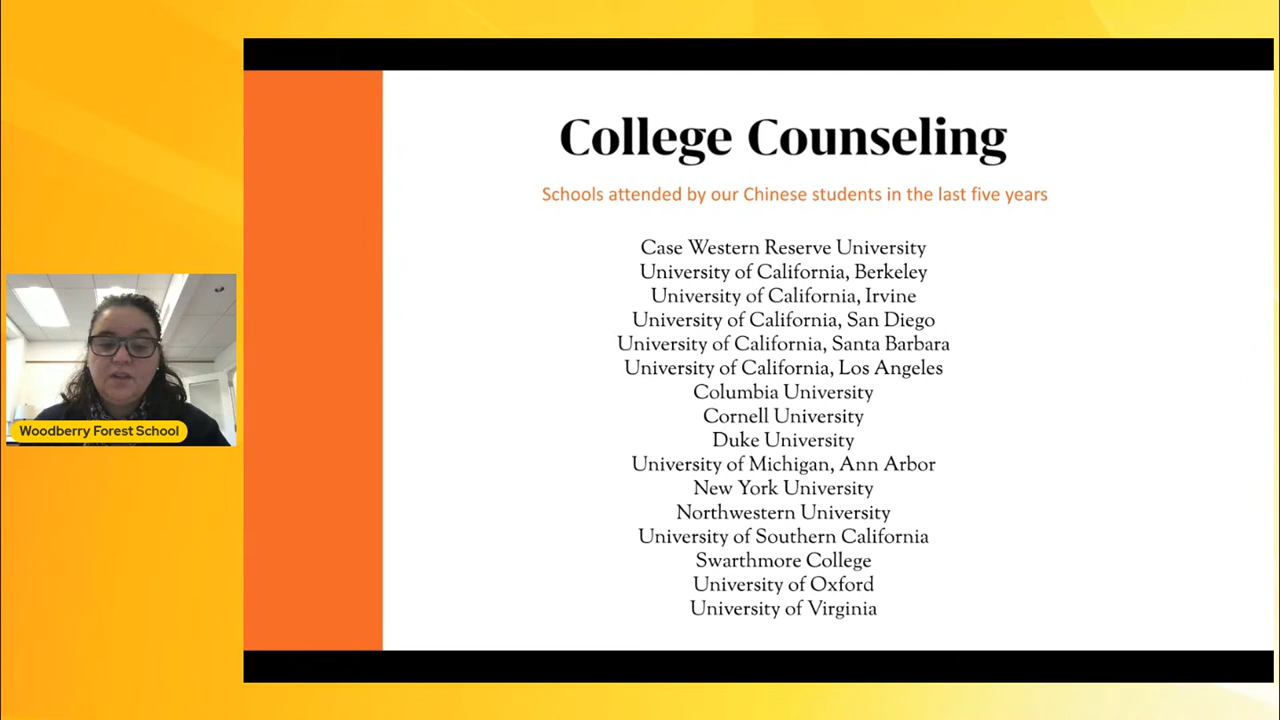 College Counseling
Schools attended by our Chinese students in the last five years
Case Western Reserve University
University of California, Berkeley
University of California, Irvine
University of California, San Diego
University of California, Santa Barbara
University of California, Los Angeles
Columbia University
Cornell University
Duke University
University of Michigan, Ann Arbor
New York University
Northwestern University
University of Southern California
Swarthmore College
University of Oxford
University of Virginia
Woodberry Forest School